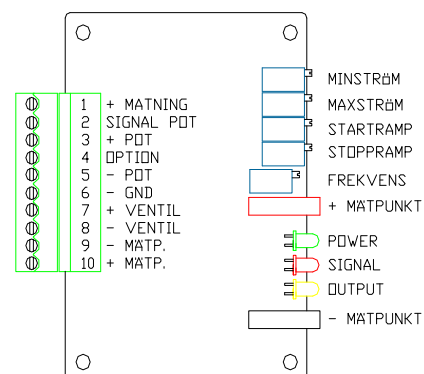 1 + MATNING
2 SIGNAL POT
3 + POT
4 OPTION
5 - POT
6 - GND
7 + VENTIL
8 - VENTIL
9 - MÄTP.
10 + MÄTP.
MINSTRÖM
MAXSTRÖM
STARTRAMP
STOPPRAMP
FREKVENS
+ MÄTPUNKT
POWER
SIGNAL
OUTPUT
- MÄTPUNKT